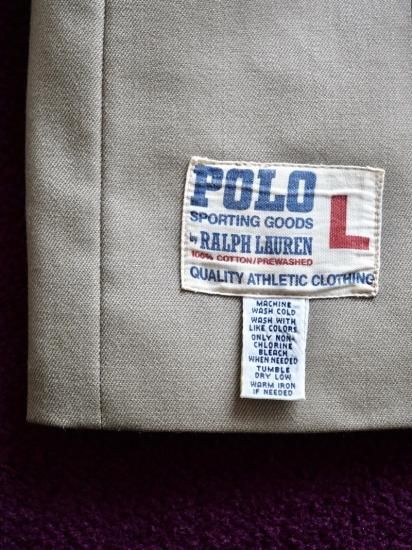 POLO
SPORTING GOODS
by RALPH LAUREN
L
100% COTTON/PREWASHED
QUALITY ATHLETIC CLOTHING
MACHINE
WASH COLD
WASH WITH
LIKE COLORS
ONLY NON-
CHLORINE
BLEACH
WHEN NEEDED
TUMBLE
DRY LOW
WARM IRON
IF NEEDED